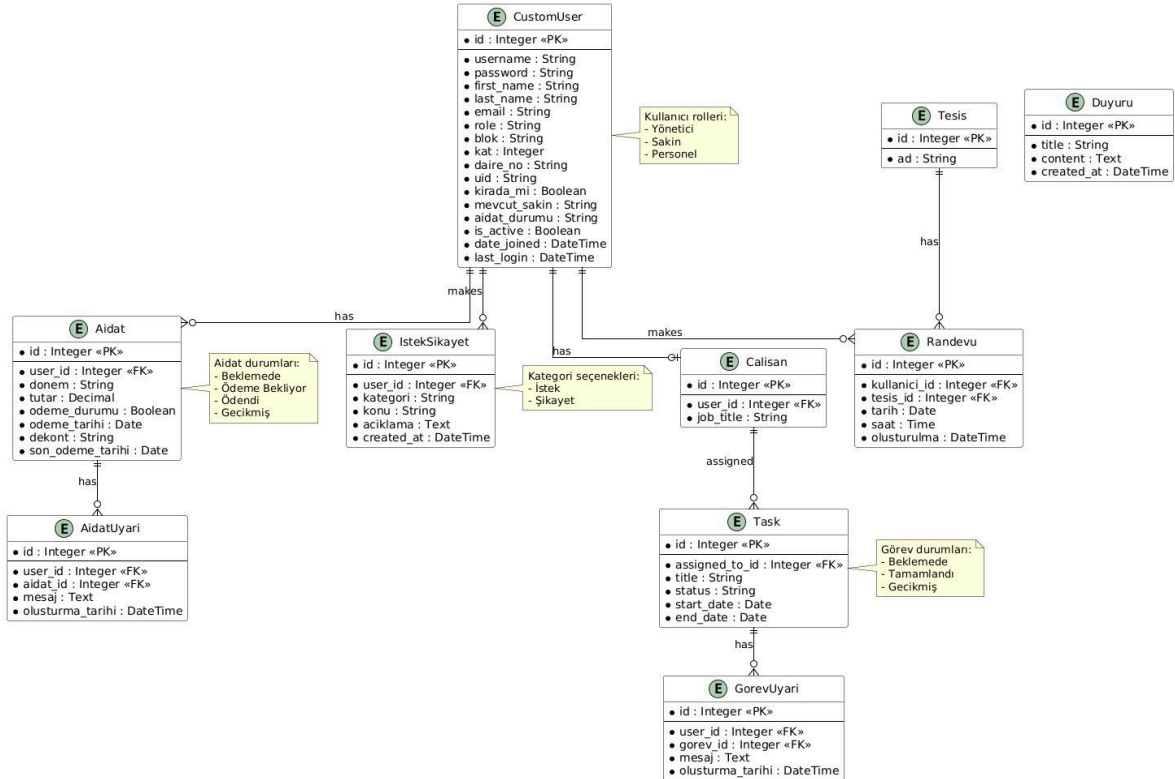 E CustomUser
id : Integer «PK»
username : String
password : String
first_name : String
last_name : String
email : String
role : String
blok : String
kat : Integer
daire_no : String
uid : String
kirada_mi : Boolean
mevcut_sakin : String
aidat_durumu : String
is_active : Boolean
date_joined : DateTime
last_login : DateTime
Kullanıcı rolleri:
- Yönetici
- Sakin
- Personel
E Tesis
id : Integer «PK»
ad : String
E Duyuru
id : Integer «PK»
title : String
content : Text
created_at : DateTime
has
makes
has
makes
has
E Aidat
id : Integer «PK»
user_id : Integer «FK»
donem : String
tutar : Decimal
odeme_durumu : Boolean
odeme_tarihi : Date
dekont : String
son_odeme_tarihi : Date
Aidat durumları:
- Beklemede
- Ödeme Bekliyor
- Ödendi
- Gecikmiş
E IstekSikayet
id : Integer «PK»
user_id : Integer «FK»
kategori : String
konu : String
aciklama : Text
created_at : DateTime
Kategori seçenekleri:
- İstek
- Şikayet
E Calisan
id : Integer «PK»
user_id : Integer «FK»
job_title : String
E Randevu
id : Integer «PK»
kullanici_id : Integer «FK»
tesis_id : Integer «FK»
tarih : Date
saat : Time
olusturulma : DateTime
has
assigned
E AidatUyari
id : Integer «PK»
user_id : Integer «FK»
aidat_id : Integer «FK»
mesaj : Text
olusturma_tarihi : DateTime
E Task
id : Integer «PK»
assigned_to_id : Integer «FK»
title : String
status : String
start_date : Date
end_date : Date
Görev durumları:
- Beklemede
- Tamamlandı
- Gecikmiş
has
E GorevUyari
id : Integer «PK»
user_id : Integer «FK»
gorev_id : Integer «FK»
mesaj : Text
olusturma_tarihi : DateTime